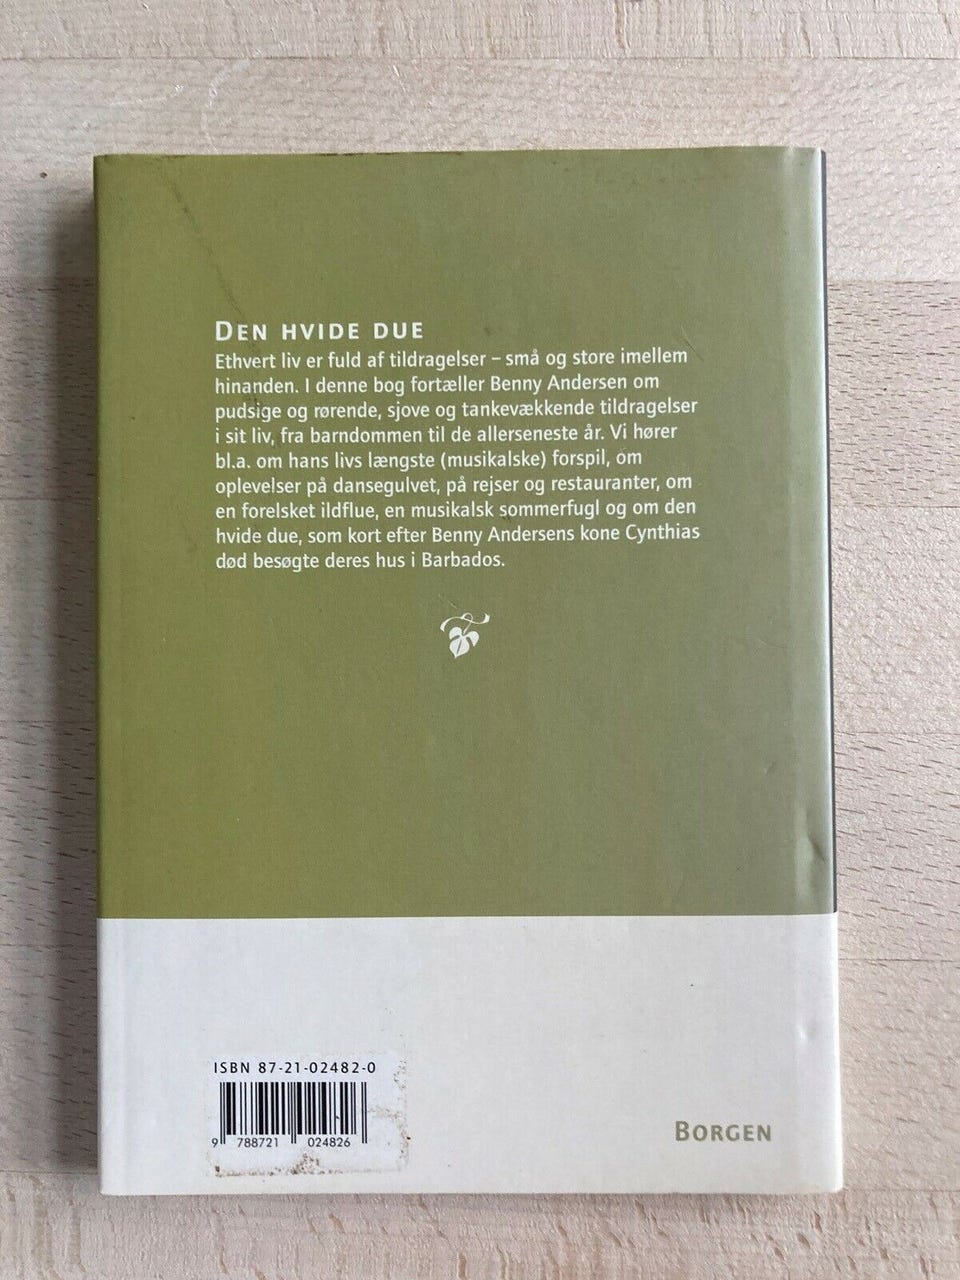 DEN HVIDE DUE
Ethvert liv er fuld af tildragelser – små og store imellem
hinanden. I denne bog fortæller Benny Andersen om
pudsige og rørende, sjove og tankevækkende tildragelser
i sit liv, fra barndommen til de allerseneste år. Vi hører
bl.a. om hans livs længste (musikalske) forspil, om
oplevelser på dansegulvet, på rejser og restauranter, om
en forelsket ildflue, en musikalsk sommerfugl og om den
hvide due, som kort efter Benny Andersens kone Cynthias
død besøgte deres hus i Barbados.
ISBN 87-21-02482-0
9 788721 024826
BORGEN